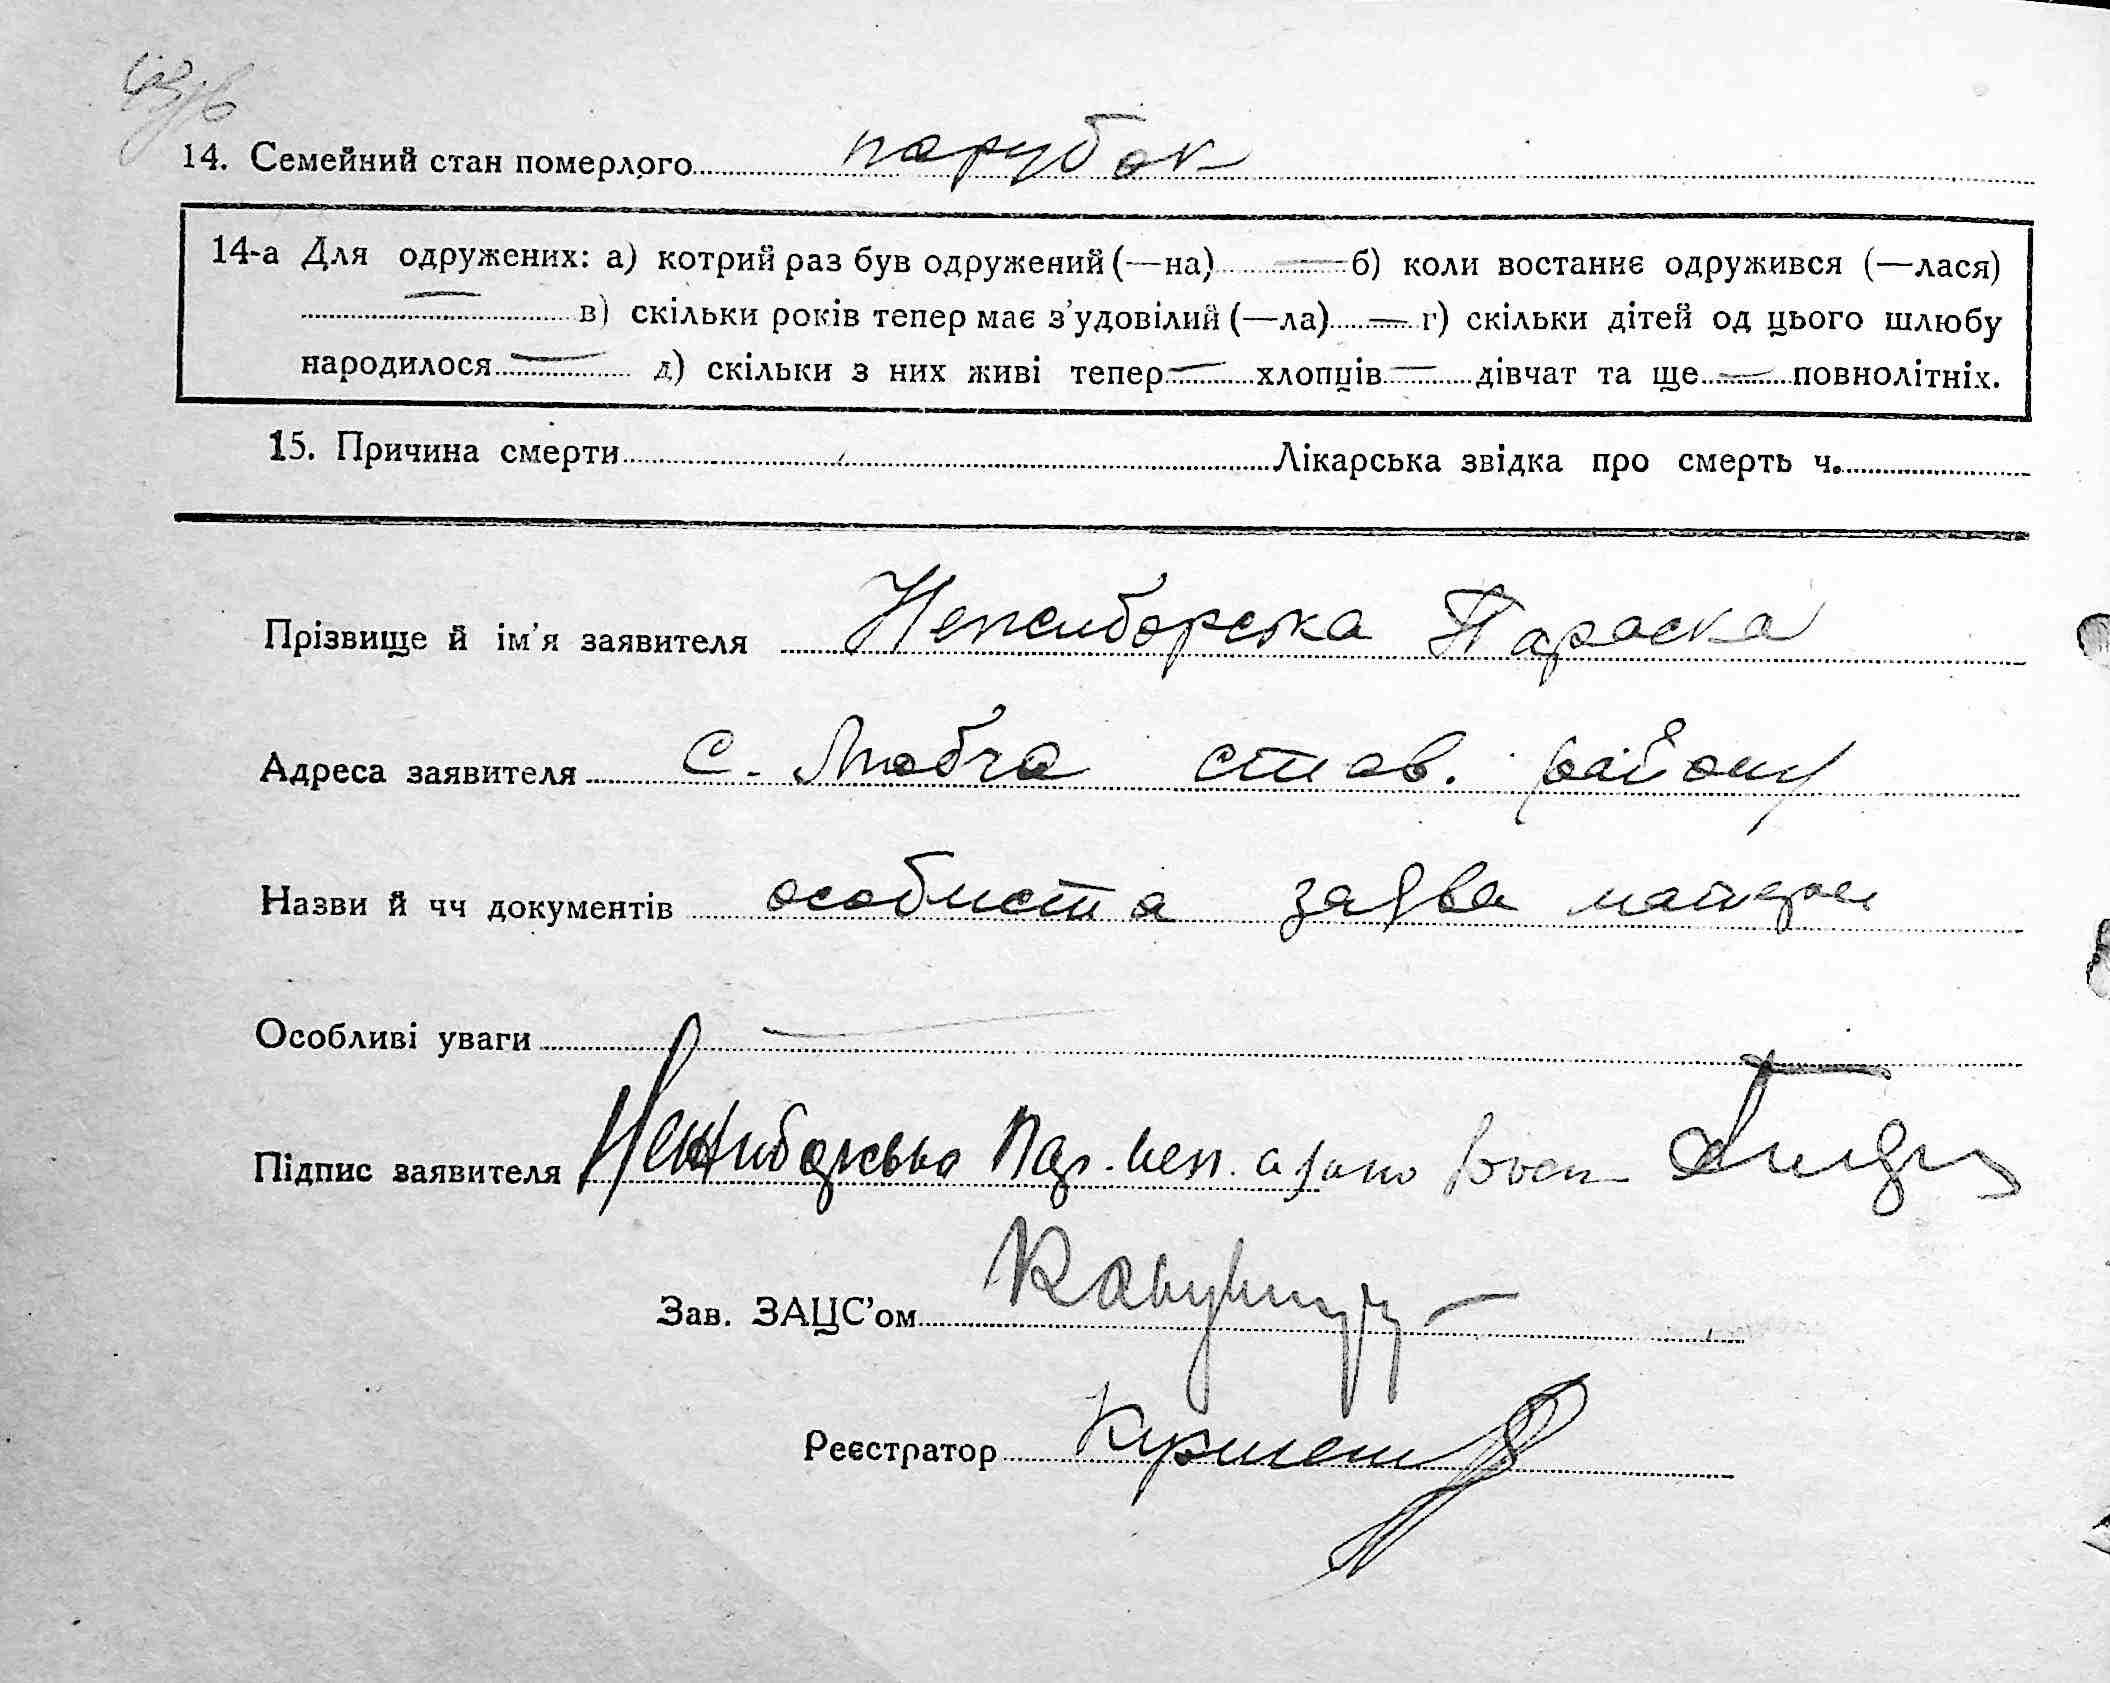 14. Семейний стан померлого парубок
14-а Для одружених: а) котрий раз був одружений (—на) — б) коли востаннє одружився (—лася)
— в) скільки років тепер має з’удовілий (—ла) — г) скільки дітей од цього шлюбу
народилося — д) скільки з них живі тепер — хлопців — дівчат та ще — повнолітніх.
15. Причина смерти Лікарська звідка про смерть ч.
Прізвище й ім’я заявителя Непсиборська Параска
Адреса заявителя с. Любча став. району
Назви й чч документів особиста заява матери
Особливі уваги —
Підпис заявителя
Зав. ЗАЦС’ом
Реєстратор